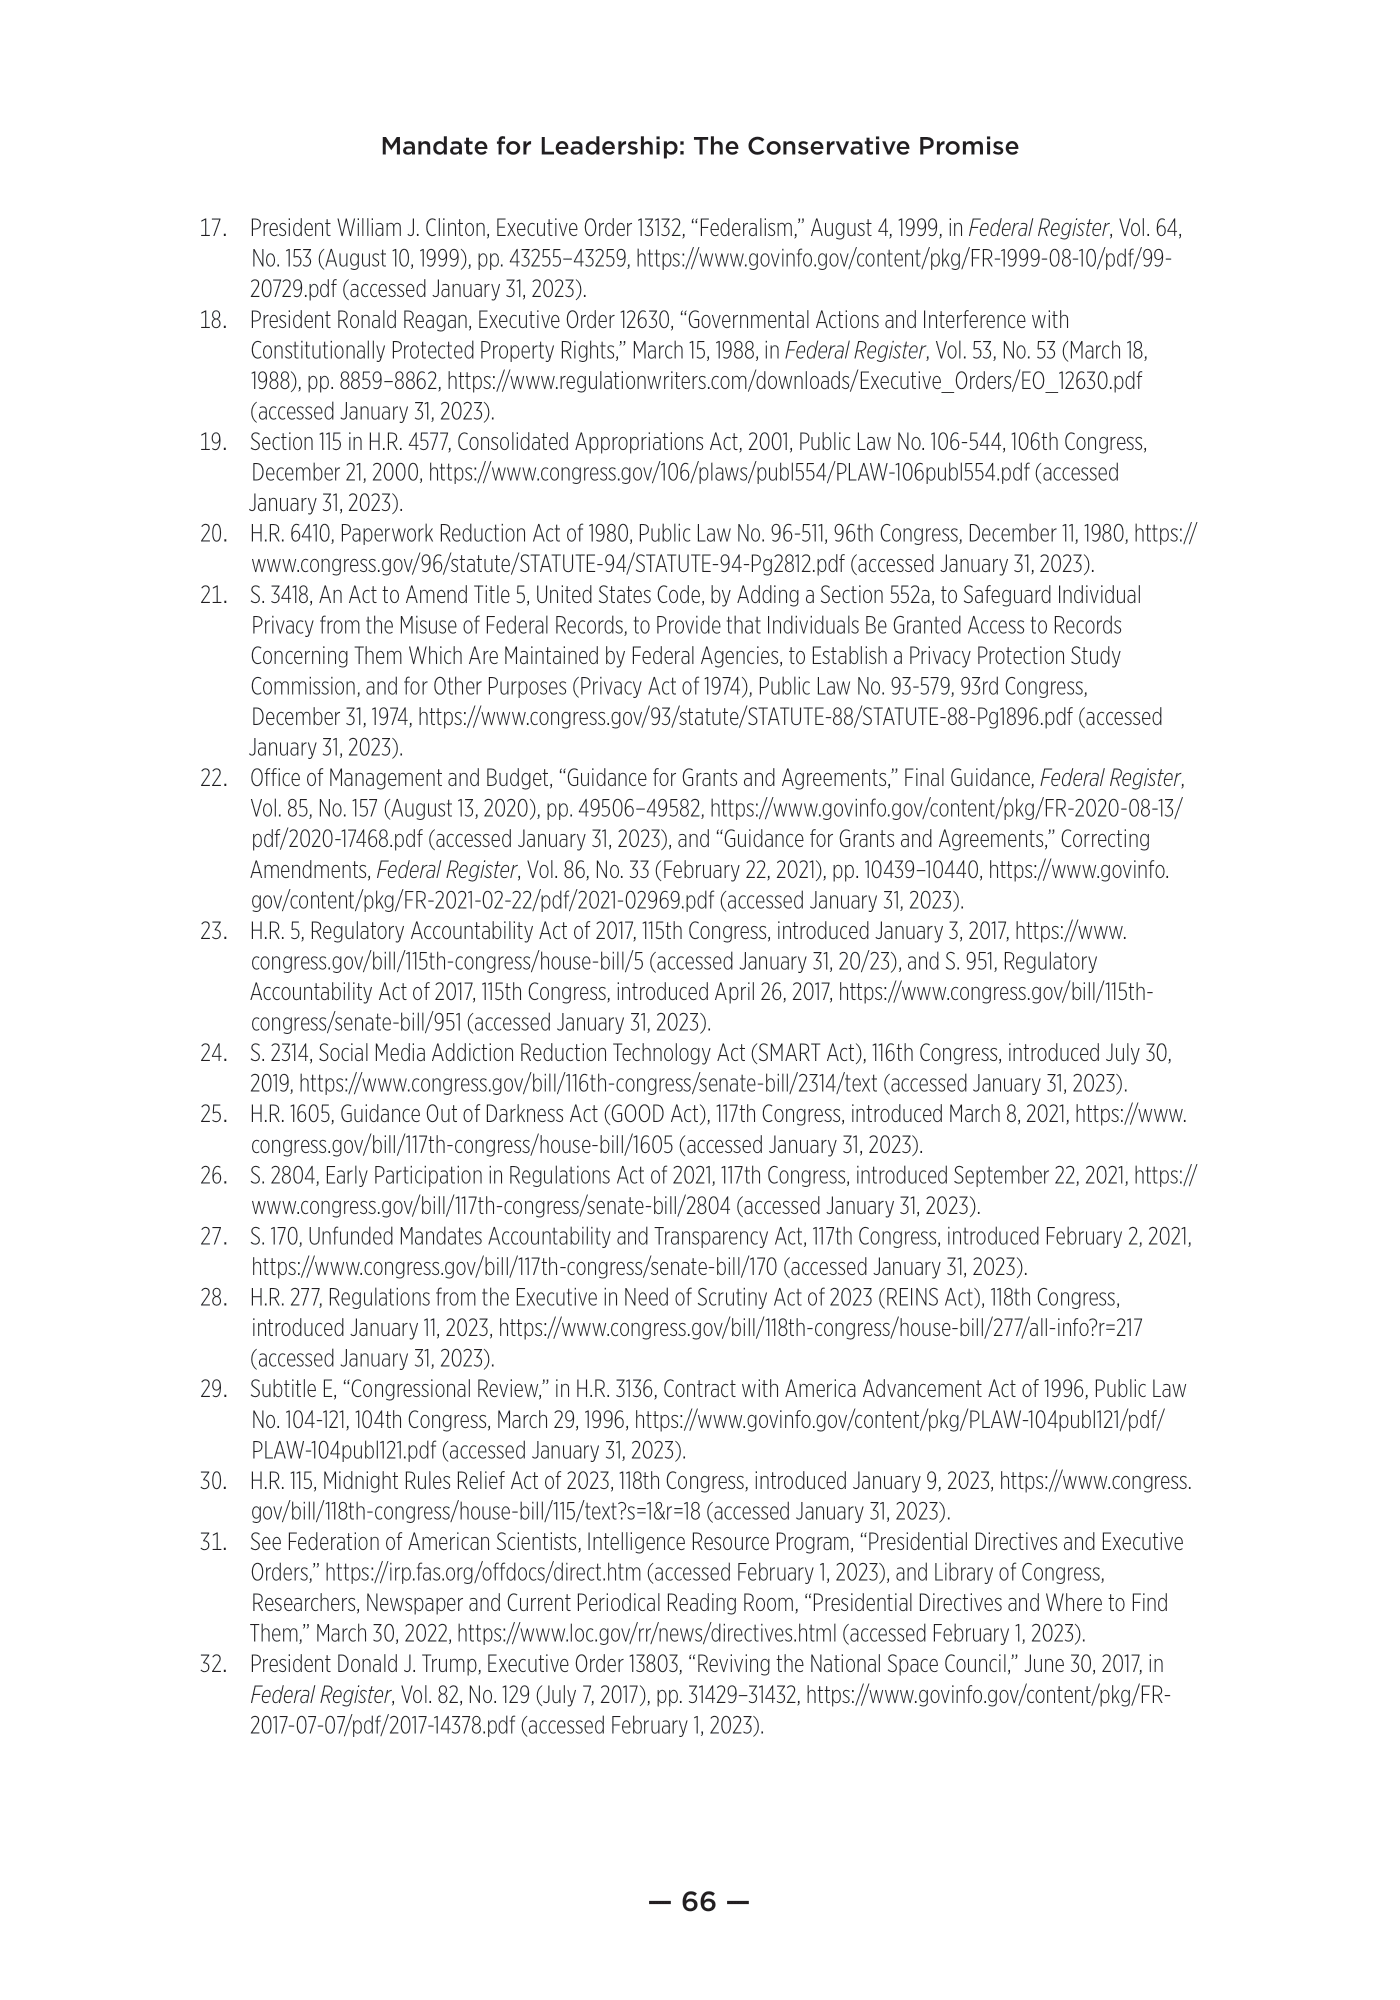 Mandate for Leadership: The Conservative Promise
17. President William J. Clinton, Executive Order 13132, “Federalism,” August 4, 1999, in Federal Register, Vol. 64,
No. 153 (August 10, 1999), pp. 43255–43259, https://www.govinfo.gov/content/pkg/FR-1999-08-10/pdf/99-
20729.pdf (accessed January 31, 2023).
18. President Ronald Reagan, Executive Order 12630, “Governmental Actions and Interference with
Constitutionally Protected Property Rights,” March 15, 1988, in Federal Register, Vol. 53, No. 53 (March 18,
1988), pp. 8859–8862, https://www.regulationwriters.com/downloads/Executive_Orders/EO_12630.pdf
(accessed January 31, 2023).
19. Section 115 in H.R. 4577, Consolidated Appropriations Act, 2001, Public Law No. 106-544, 106th Congress,
December 21, 2000, https://www.congress.gov/106/plaws/publ554/PLAW-106publ554.pdf (accessed
January 31, 2023).
20. H.R. 6410, Paperwork Reduction Act of 1980, Public Law No. 96-511, 96th Congress, December 11, 1980, https://
www.congress.gov/96/statute/STATUTE-94/STATUTE-94-Pg2812.pdf (accessed January 31, 2023).
21. S. 3418, An Act to Amend Title 5, United States Code, by Adding a Section 552a, to Safeguard Individual
Privacy from the Misuse of Federal Records, to Provide that Individuals Be Granted Access to Records
Concerning Them Which Are Maintained by Federal Agencies, to Establish a Privacy Protection Study
Commission, and for Other Purposes (Privacy Act of 1974), Public Law No. 93-579, 93rd Congress,
December 31, 1974, https://www.congress.gov/93/statute/STATUTE-88/STATUTE-88-Pg1896.pdf (accessed
January 31, 2023).
22. Office of Management and Budget, “Guidance for Grants and Agreements,” Final Guidance, Federal Register,
Vol. 85, No. 157 (August 13, 2020), pp. 49506–49582, https://www.govinfo.gov/content/pkg/FR-2020-08-13/
pdf/2020-17468.pdf (accessed January 31, 2023), and “Guidance for Grants and Agreements,” Correcting
Amendments, Federal Register, Vol. 86, No. 33 (February 22, 2021), pp. 10439–10440, https://www.govinfo.
gov/content/pkg/FR-2021-02-22/pdf/2021-02969.pdf (accessed January 31, 2023).
23. H.R. 5, Regulatory Accountability Act of 2017, 115th Congress, introduced January 3, 2017, https://www.
congress.gov/bill/115th-congress/house-bill/5 (accessed January 31, 20/23), and S. 951, Regulatory
Accountability Act of 2017, 115th Congress, introduced April 26, 2017, https://www.congress.gov/bill/115th-
congress/senate-bill/951 (accessed January 31, 2023).
24. S. 2314, Social Media Addiction Reduction Technology Act (SMART Act), 116th Congress, introduced July 30,
2019, https://www.congress.gov/bill/116th-congress/senate-bill/2314/text (accessed January 31, 2023).
25. H.R. 1605, Guidance Out of Darkness Act (GOOD Act), 117th Congress, introduced March 8, 2021, https://www.
congress.gov/bill/117th-congress/house-bill/1605 (accessed January 31, 2023).
26. S. 2804, Early Participation in Regulations Act of 2021, 117th Congress, introduced September 22, 2021, https://
www.congress.gov/bill/117th-congress/senate-bill/2804 (accessed January 31, 2023).
27. S. 170, Unfunded Mandates Accountability and Transparency Act, 117th Congress, introduced February 2, 2021,
https://www.congress.gov/bill/117th-congress/senate-bill/170 (accessed January 31, 2023).
28. H.R. 277, Regulations from the Executive in Need of Scrutiny Act of 2023 (REINS Act), 118th Congress,
introduced January 11, 2023, https://www.congress.gov/bill/118th-congress/house-bill/277/all-info?r=217
(accessed January 31, 2023).
29. Subtitle E, “Congressional Review,” in H.R. 3136, Contract with America Advancement Act of 1996, Public Law
No. 104-121, 104th Congress, March 29, 1996, https://www.govinfo.gov/content/pkg/PLAW-104publ121/pdf/
PLAW-104publ121.pdf (accessed January 31, 2023).
30. H.R. 115, Midnight Rules Relief Act of 2023, 118th Congress, introduced January 9, 2023, https://www.congress.
gov/bill/118th-congress/house-bill/115/text?s=1&r=18 (accessed January 31, 2023).
31. See Federation of American Scientists, Intelligence Resource Program, “Presidential Directives and Executive
Orders,” https://irp.fas.org/offdocs/direct.htm (accessed February 1, 2023), and Library of Congress,
Researchers, Newspaper and Current Periodical Reading Room, “Presidential Directives and Where to Find
Them,” March 30, 2022, https://www.loc.gov/rr/news/directives.html (accessed February 1, 2023).
32. President Donald J. Trump, Executive Order 13803, “Reviving the National Space Council,” June 30, 2017, in
Federal Register, Vol. 82, No. 129 (July 7, 2017), pp. 31429–31432, https://www.govinfo.gov/content/pkg/FR-
2017-07-07/pdf/2017-14378.pdf (accessed February 1, 2023).
— 66 —